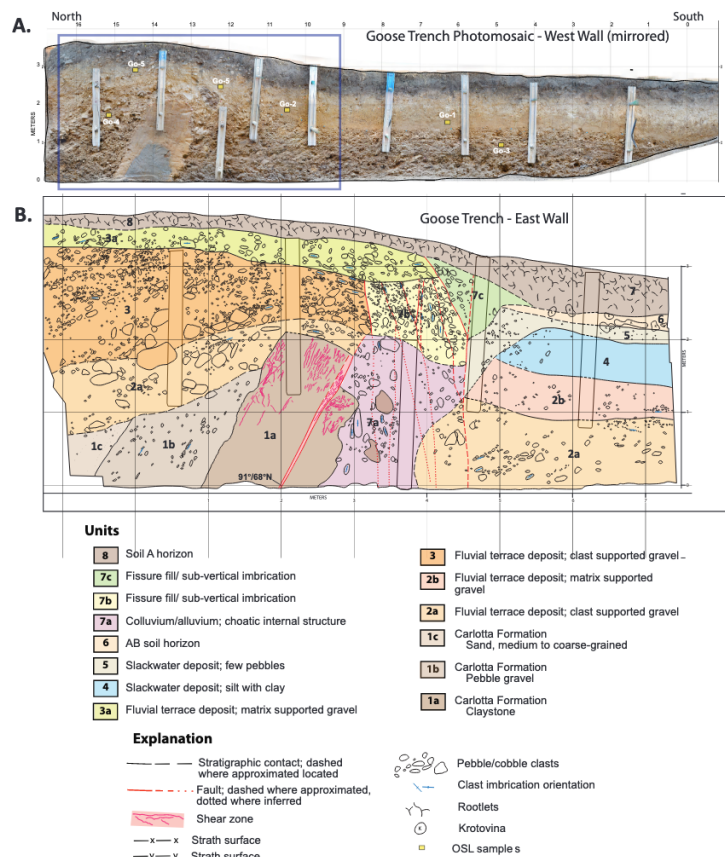 A.
North
16 15 14 13 12 11 10 9 8 7 6 5 4 3 2 1 0
South
Goose Trench Photomosaic - West Wall (mirrored)
3
2
1
0
METERS
Go-5
Go-5
Go-4
Go-2
Go-1
Go-3
B.
Goose Trench - East Wall
8
3a
7c
7
7b
3
6
5
4
2a
2b
1c
1b
1a
7a
2a
91°/68°N
METERS
METERS
Units
8 Soil A horizon
7c Fissure fill/ sub-vertical imbrication
7b Fissure fill/ sub-vertical imbrication
7a Colluvium/alluvium; choatic internal structure
6 AB soil horizon
5 Slackwater deposit; few pebbles
4 Slackwater deposit; silt with clay
3a Fluvial terrace deposit; matrix supported gravel
3 Fluvial terrace deposit; clast supported gravel
2b Fluvial terrace deposit; matrix supported
gravel
2a Fluvial terrace deposit; clast supported gravel
1c Carlotta Formation
Sand, medium to coarse-grained
1b Carlotta Formation
Pebble gravel
1a Carlotta Formation
Claystone
Explanation
Stratigraphic contact; dashed
where approximated located
Fault; dashed where approximated,
dotted where inferred
Shear zone
x x Strath surface
Strath surface
Pebble/cobble clasts
Clast imbrication orientation
Rootlets
Krotovina
OSL samples